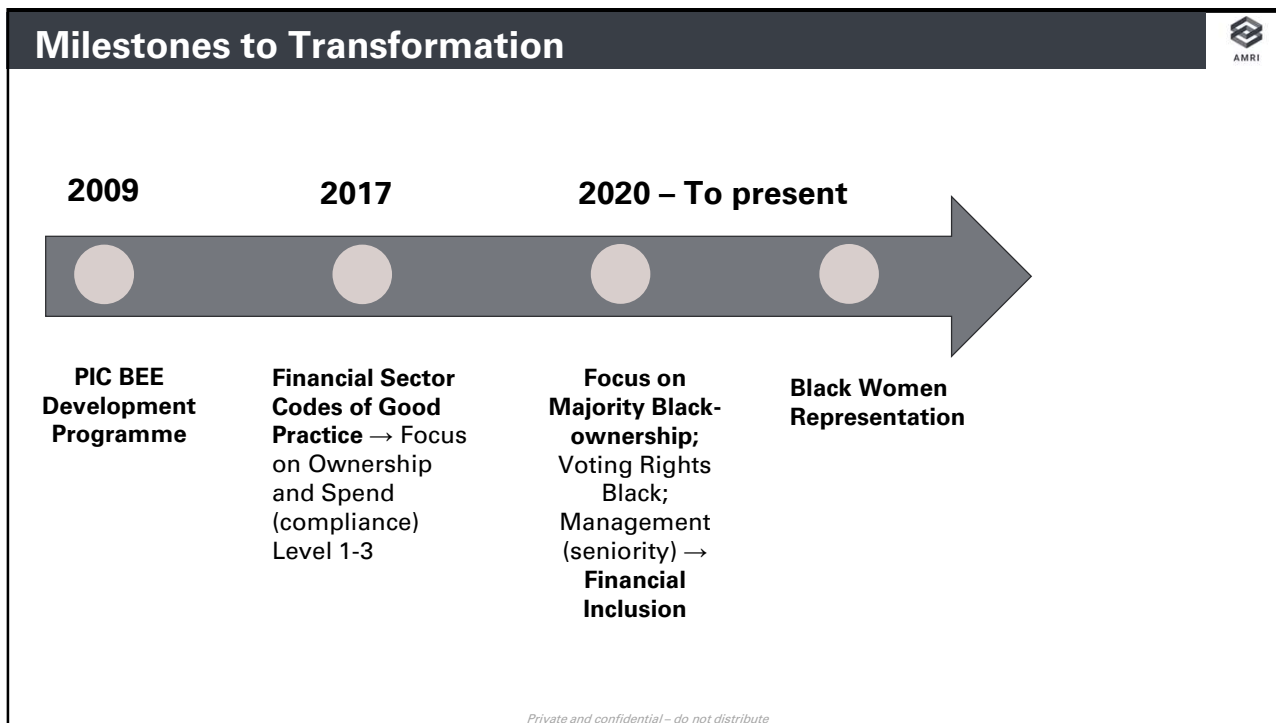 Milestones to Transformation
AMRI
2009
2017
2020 – To present
PIC BEE
Development
Programme
Financial Sector
Codes of Good
Practice → Focus
on Ownership
and Spend
(compliance)
Level 1-3
Focus on
Majority Black-
ownership;
Voting Rights
Black;
Management
(seniority) →
Financial
Inclusion
Black Women
Representation
Private and confidential – do not distribute